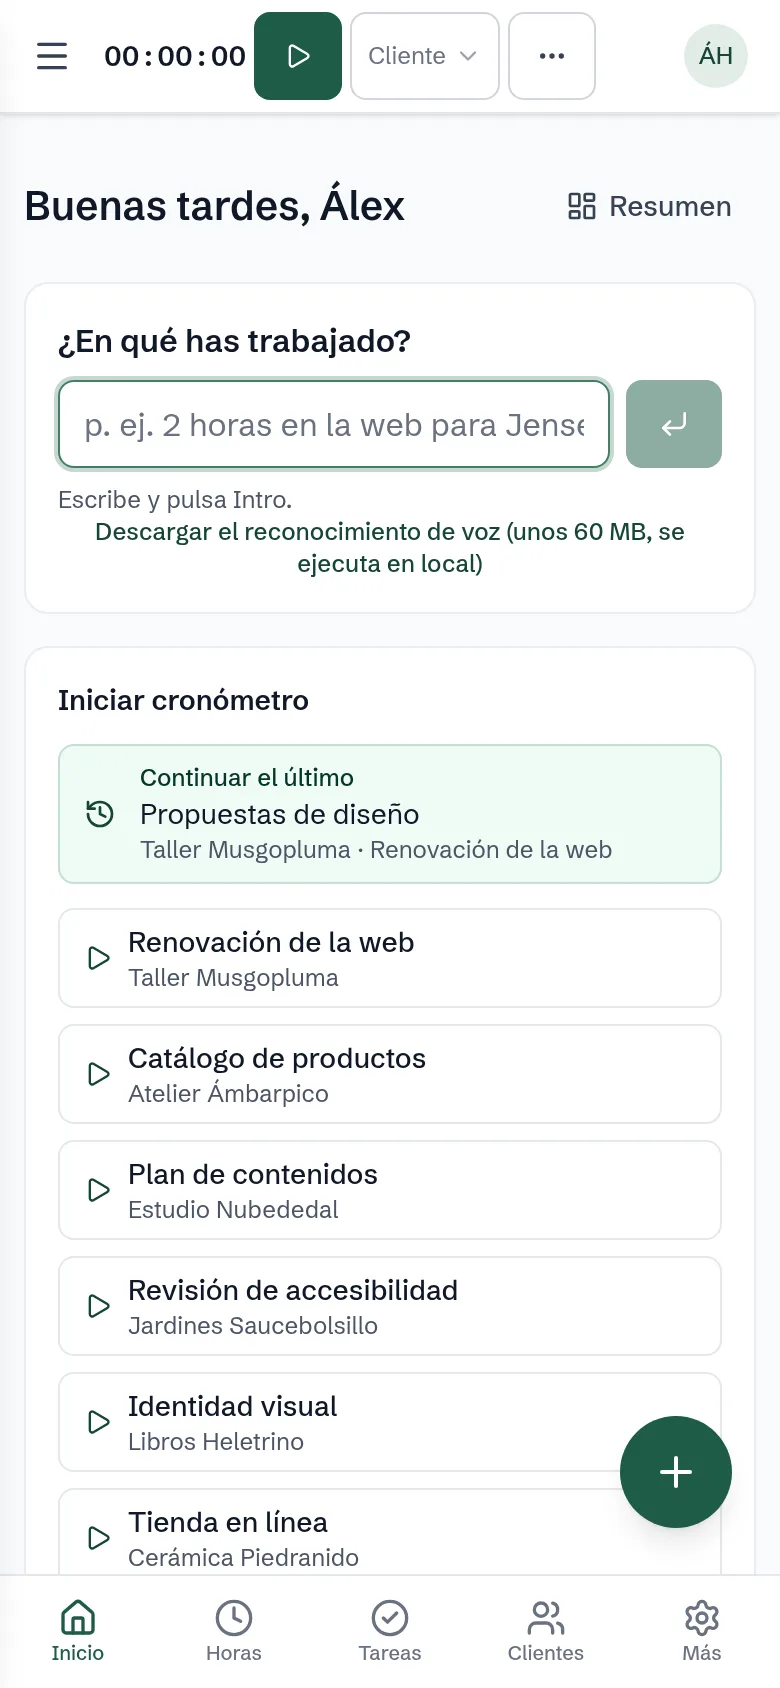 00:00:00
Cliente
ÁH
Buenas tardes, Álex
Resumen
¿En qué has trabajado?
p. ej. 2 horas en la web para Jense
Escribe y pulsa Intro.
Descargar el reconocimiento de voz (unos 60 MB, se
ejecuta en local)
Iniciar cronómetro
Continuar el último
Propuestas de diseño
Taller Musgopluma · Renovación de la web
Renovación de la web
Taller Musgopluma
Catálogo de productos
Atelier Ámbarpico
Plan de contenidos
Estudio Nubededal
Revisión de accesibilidad
Jardines Saucebolsillo
Identidad visual
Libros Heletrino
Tienda en línea
Cerámica Piedranido
Inicio
Horas
Tareas
Clientes
Más